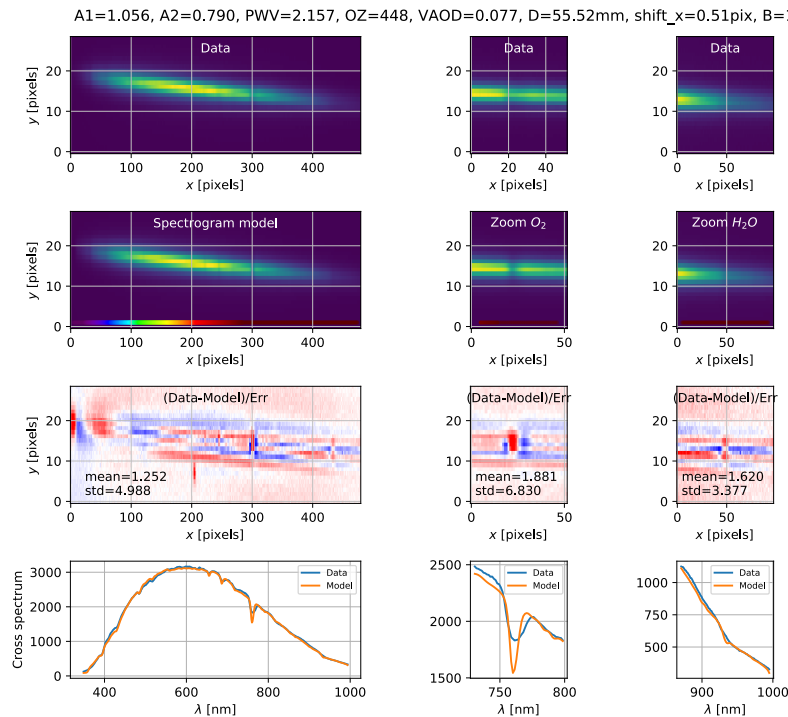 A1=1.056, A2=0.790, PWV=2.157, OZ=448, VAOD=0.077, D=55.52mm, shift_x=0.51pix, B=1
Data
Data
Data
y [pixels]
20
10
0
20
10
0
20
10
0
0 100 200 300 400
0 20 40
0 50
x [pixels]
x [pixels]
x [pixels]
Spectrogram model
Zoom O2
Zoom H2O
y [pixels]
20
10
0
20
10
0
20
10
0
0 100 200 300 400
0 50
0 50
x [pixels]
x [pixels]
x [pixels]
(Data-Model)/Err
(Data-Model)/Err
(Data-Model)/Err
y [pixels]
20
10
0
20
10
0
20
10
0
mean=1.252
std=4.988
mean=1.881
std=6.830
mean=1.620
std=3.377
0 100 200 300 400
0 50
0 50
x [pixels]
x [pixels]
x [pixels]
Cross spectrum
3000
2000
1000
0
Data
Model
400 600 800 1000
λ [nm]
2500
2000
1500
Data
Model
750 800
λ [nm]
1000
750
500
Data
Model
900 1000
λ [nm]